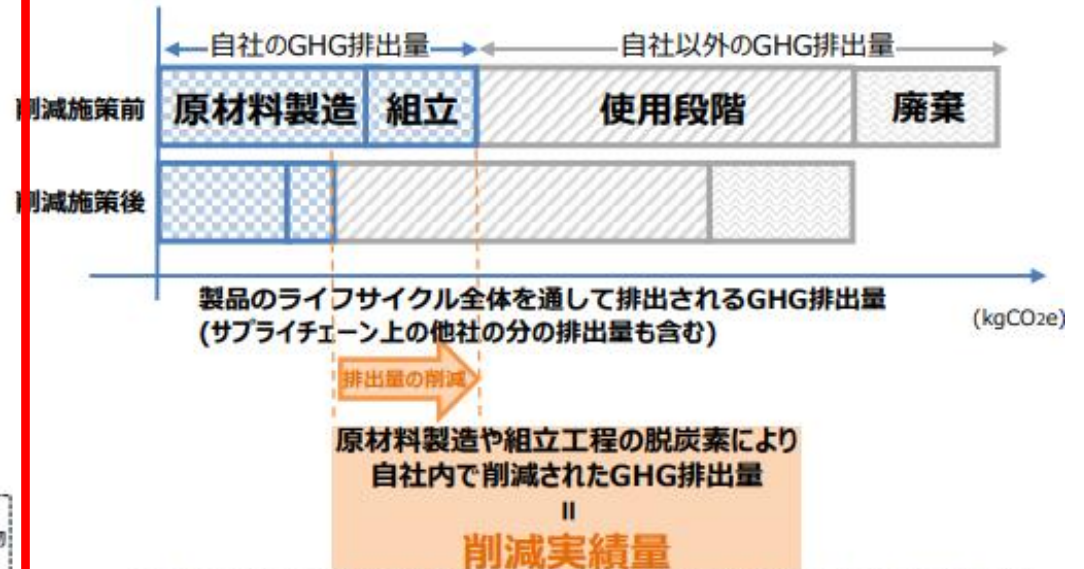 自社のGHG排出量
自社以外のGHG排出量
削減施策前
原材料製造
組立
使用段階
廃棄
削減施策後
製品のライフサイクル全体を通して排出されるGHG排出量
(サプライチェーン上の他社の分の排出量も含む)
(kgCO2e)
排出量の削減
原材料製造や組立工程の脱炭素により
自社内で削減されたGHG排出量
=
削減実績量